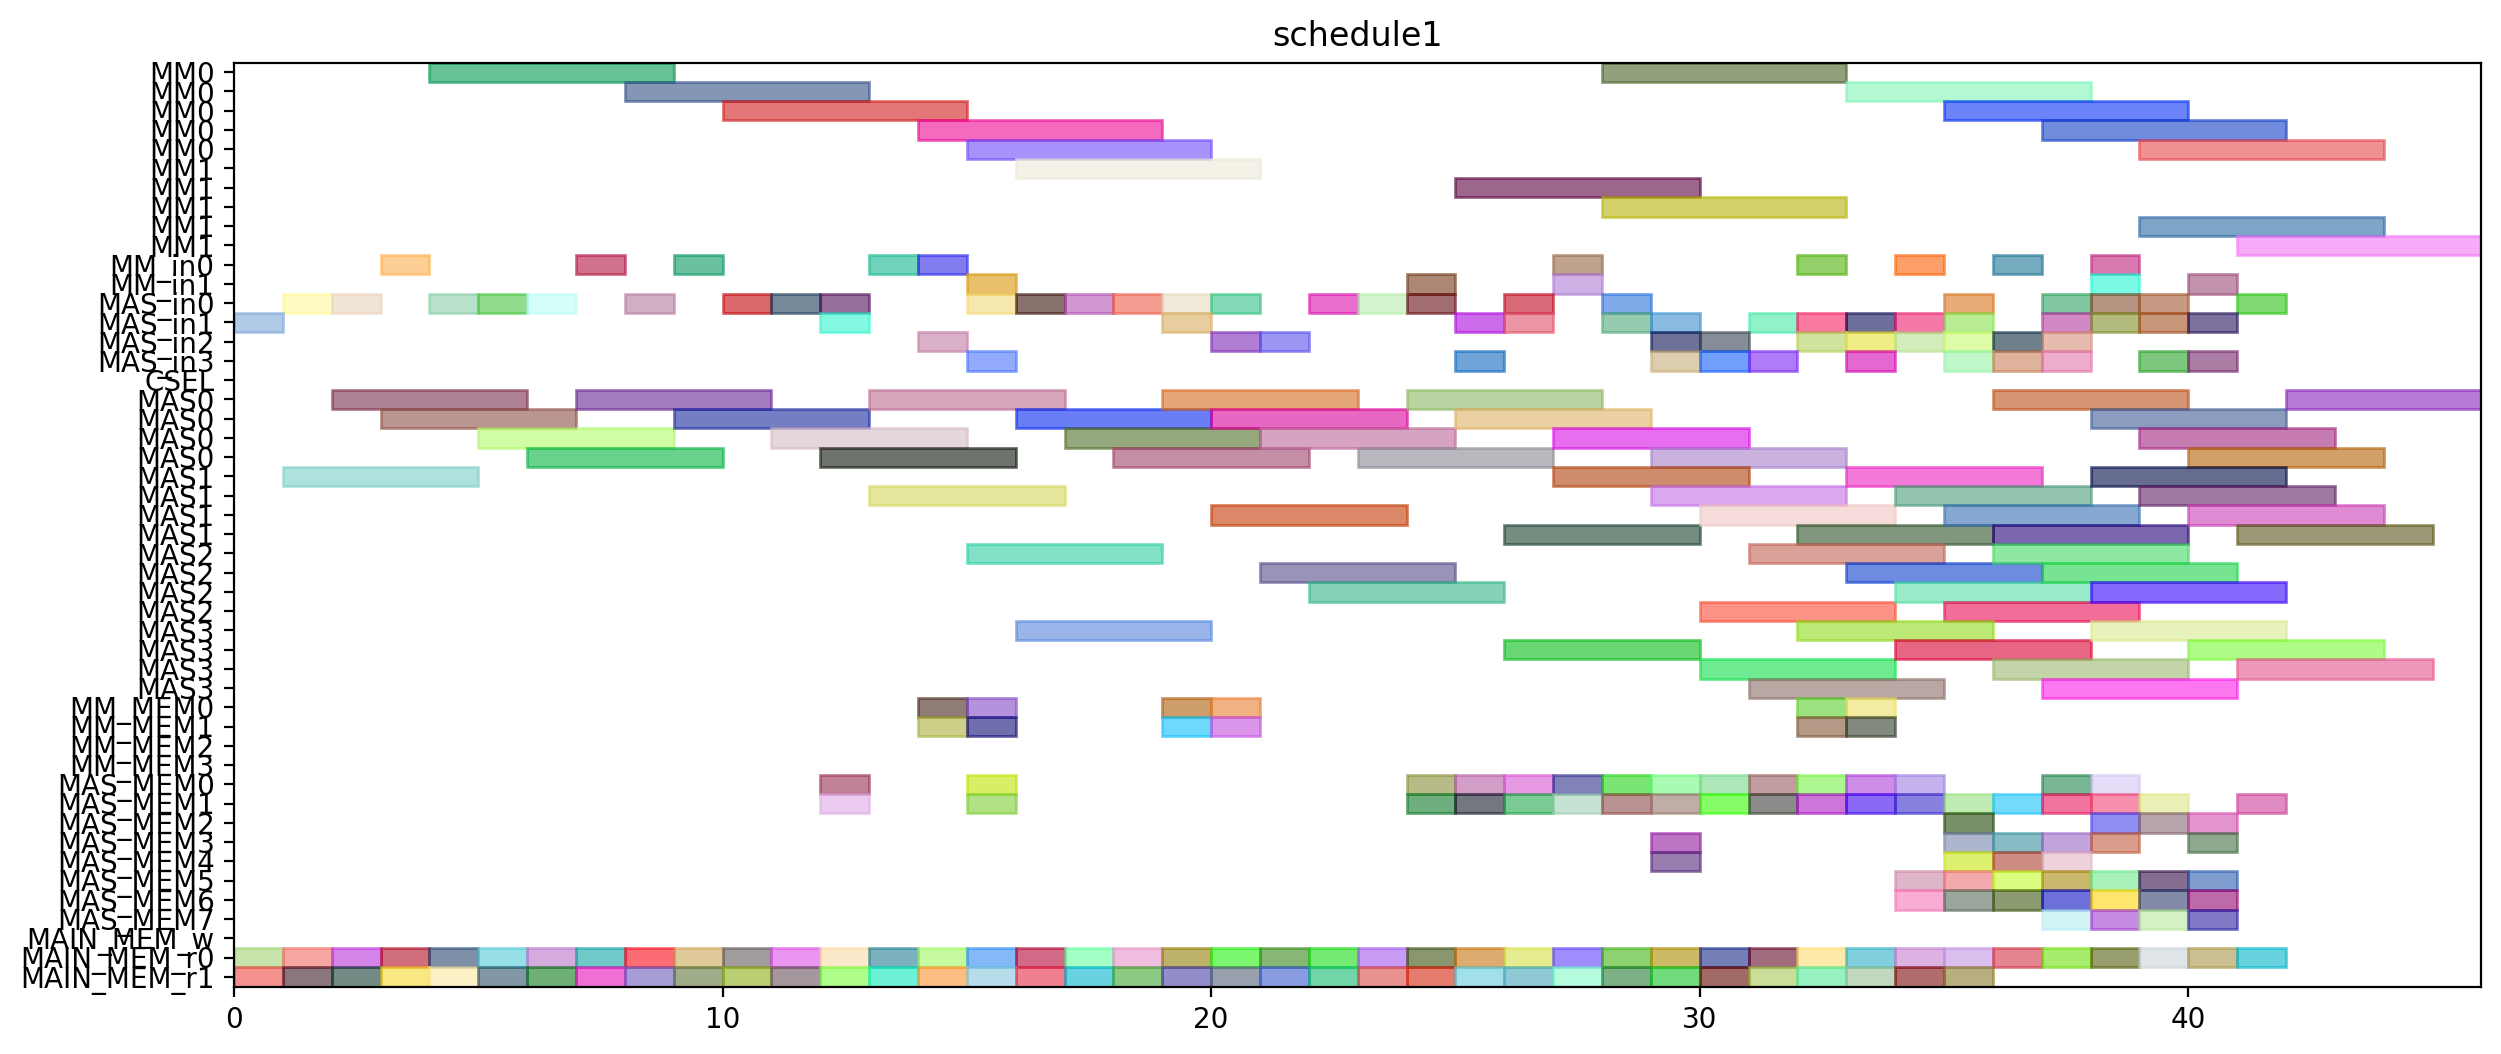 schedule1
MM0
MM0
MM0
MM0
MM0
MM1
MM1
MM1
MM1
MM1
MM_in0
MM_in1
MAS_in0
MAS_in1
MAS_in2
MAS_in3
CSEL
MAS0
MAS0
MAS0
MAS0
MAS1
MAS1
MAS1
MAS1
MAS2
MAS2
MAS2
MAS2
MAS3
MAS3
MAS3
MAS3
MM_MEM0
MM_MEM1
MM_MEM2
MM_MEM3
MAS_MEM0
MAS_MEM1
MAS_MEM2
MAS_MEM3
MAS_MEM4
MAS_MEM5
MAS_MEM6
MAS_MEM7
MAIN_MEM_w
MAIN_MEM_r0
MAIN_MEM_r1
0 10 20 30 40